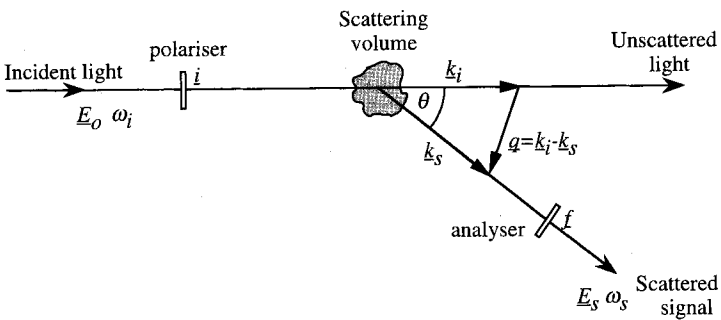 Scattering
volume
Unscattered
light
polariser
Incident light
i
k_i
E_o ω_i
θ
k_s
q=k_i-k_s
analyser
f
E_s ω_s
Scattered
signal